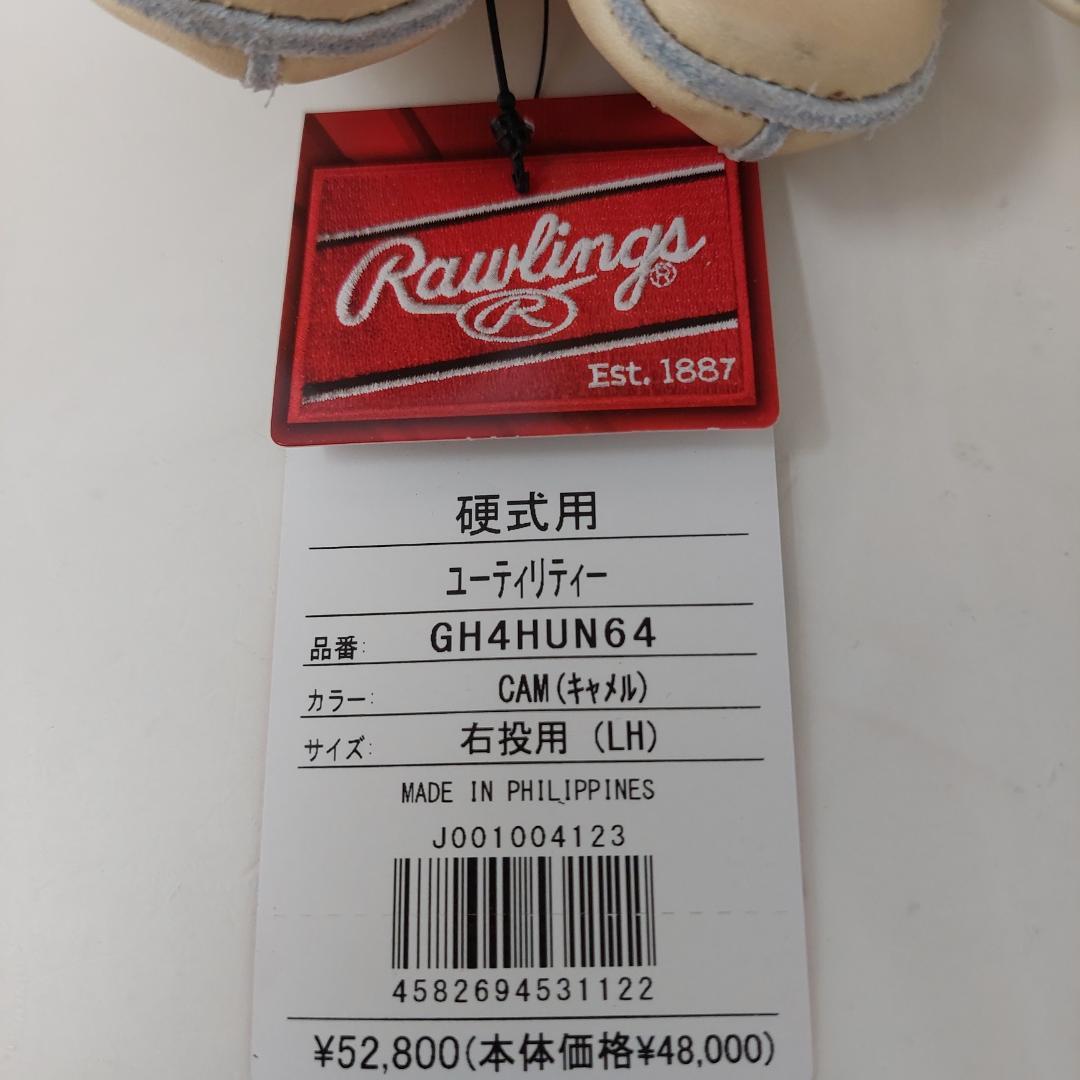 Rawlings®
R
Est. 1887
硬式用
ユーティリティー
品番: GH4HUN64
カラー: CAM(キャメル)
サイズ: 右投用 (LH)
MADE IN PHILIPPINES
J001004123
4582694531122
¥52,800(本体価格¥48,000)